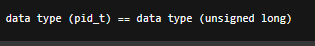 data type (pid_t) == data type (unsigned long)